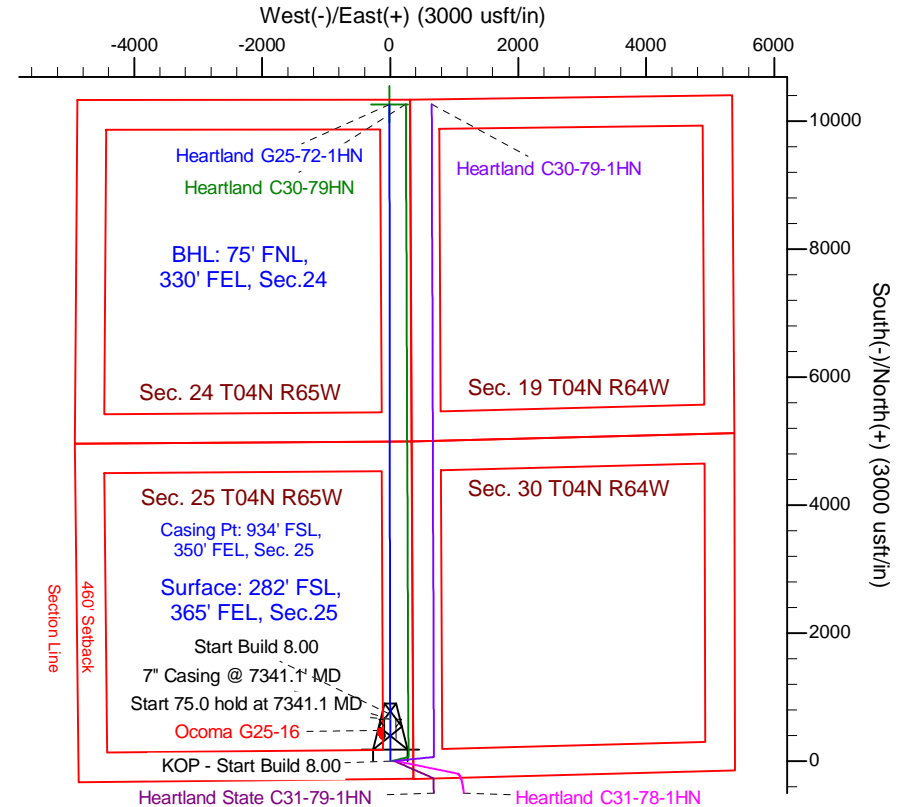 West(-)/East(+) (3000 usft/in)
-4000 -2000 0 2000 4000 6000
10000
8000
6000
4000
2000
0
South(-)/North(+) (3000 usft/in)
Heartland G25-72-1HN
Heartland C30-79HN
Heartland C30-79-1HN
BHL: 75' FNL,
330' FEL, Sec.24
Sec. 24 T04N R65W
Sec. 19 T04N R64W
Sec. 25 T04N R65W
Sec. 30 T04N R64W
Casing Pt: 934' FSL,
350' FEL, Sec. 25
Surface: 282' FSL,
365' FEL, Sec.25
Section Line
460' Setback
Start Build 8.00
7" Casing @ 7341.1' MD
Start 75.0 hold at 7341.1 MD
Ocoma G25-16
KOP - Start Build 8.00
Heartland State C31-79-1HN
Heartland C31-78-1HN